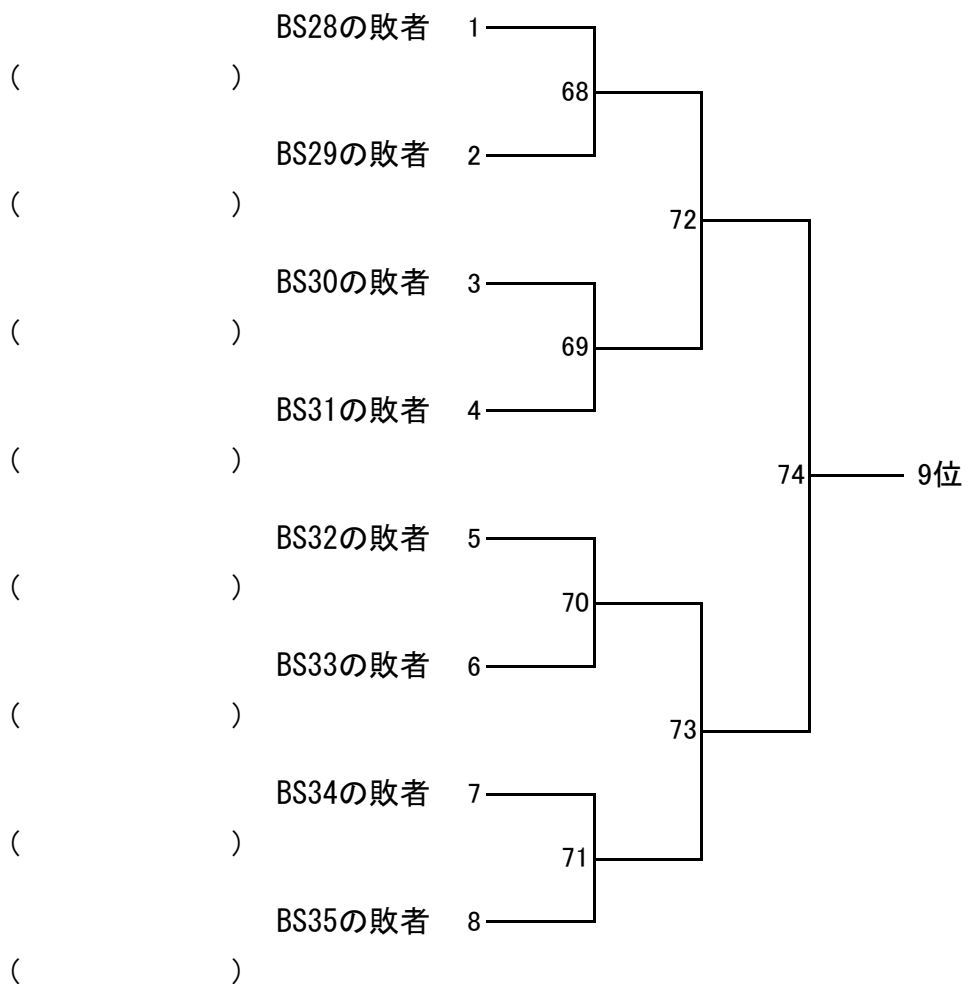 BS28の敗者 1
( )
68
BS29の敗者 2
( )
72
BS30の敗者 3
( )
69
BS31の敗者 4
( )
74 9位
BS32の敗者 5
( )
70
BS33の敗者 6
( )
73
BS34の敗者 7
( )
71
BS35の敗者 8
( )